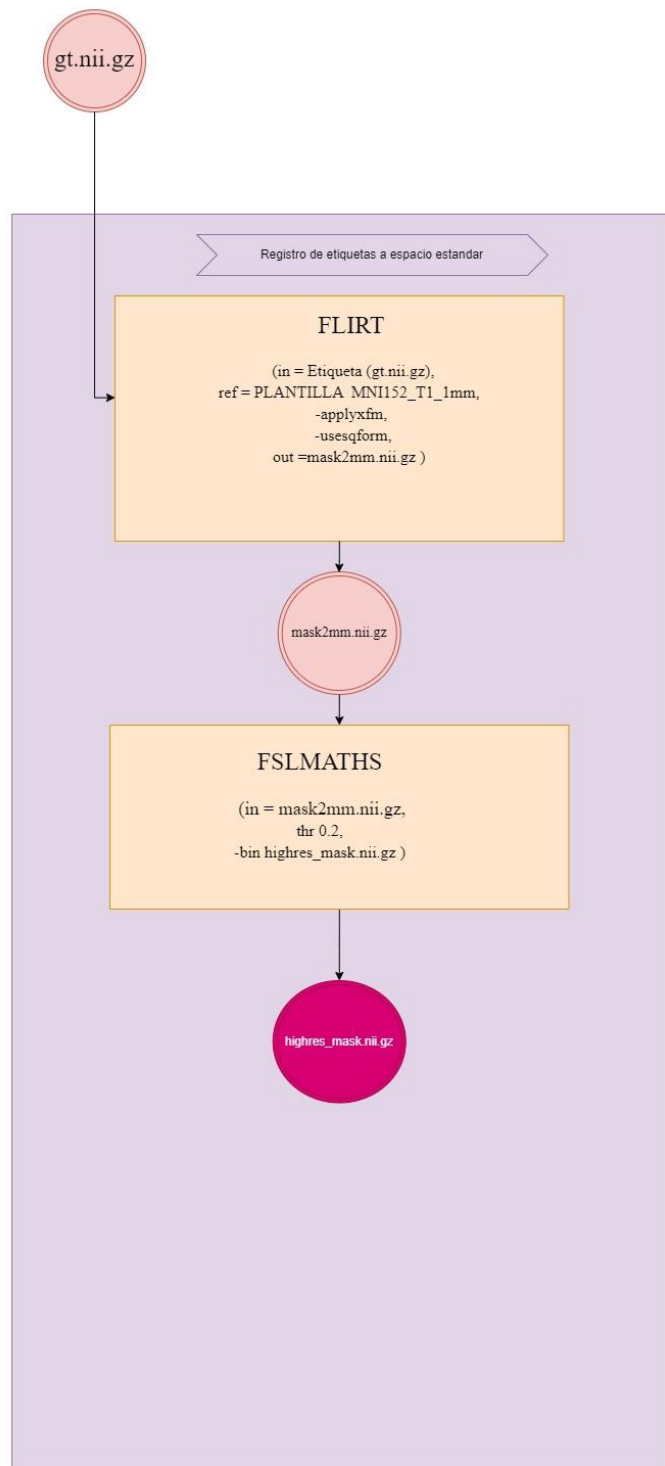 gt.nii.gz
Registro de etiquetas a espacio estandar
FLIRT
(in = Etiqueta (gt.nii.gz),
ref = PLANTILLA MNI152_T1_1mm,
-applyxfm,
-usesqform,
out =mask2mm.nii.gz )
mask2mm.nii.gz
FSLMATHS
(in = mask2mm.nii.gz,
thr 0.2,
-bin highres_mask.nii.gz )
highres_mask.nii.gz